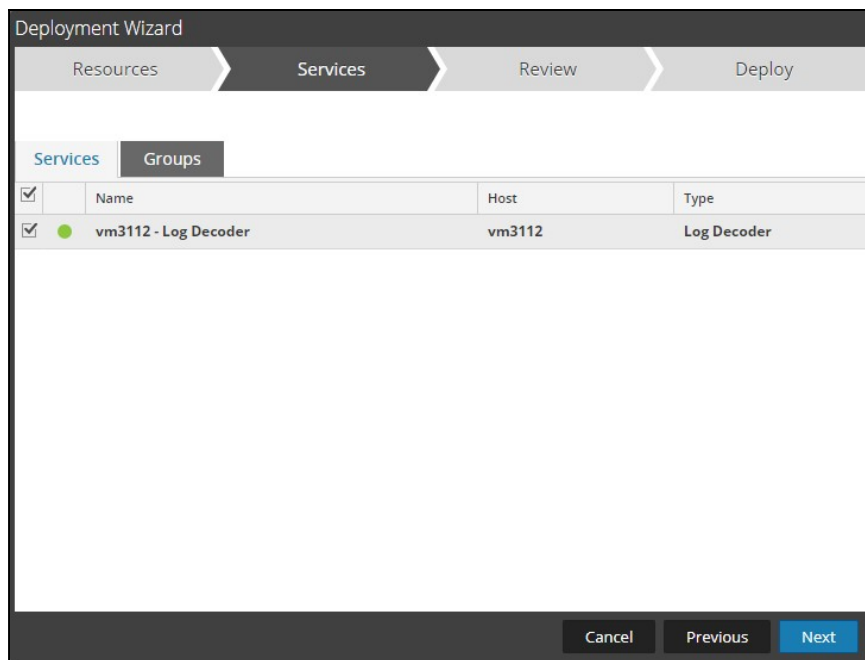 Deployment Wizard
Resources Services Review Deploy
Services Groups
Name Host Type
vm3112 - Log Decoder vm3112 Log Decoder
Cancel Previous Next